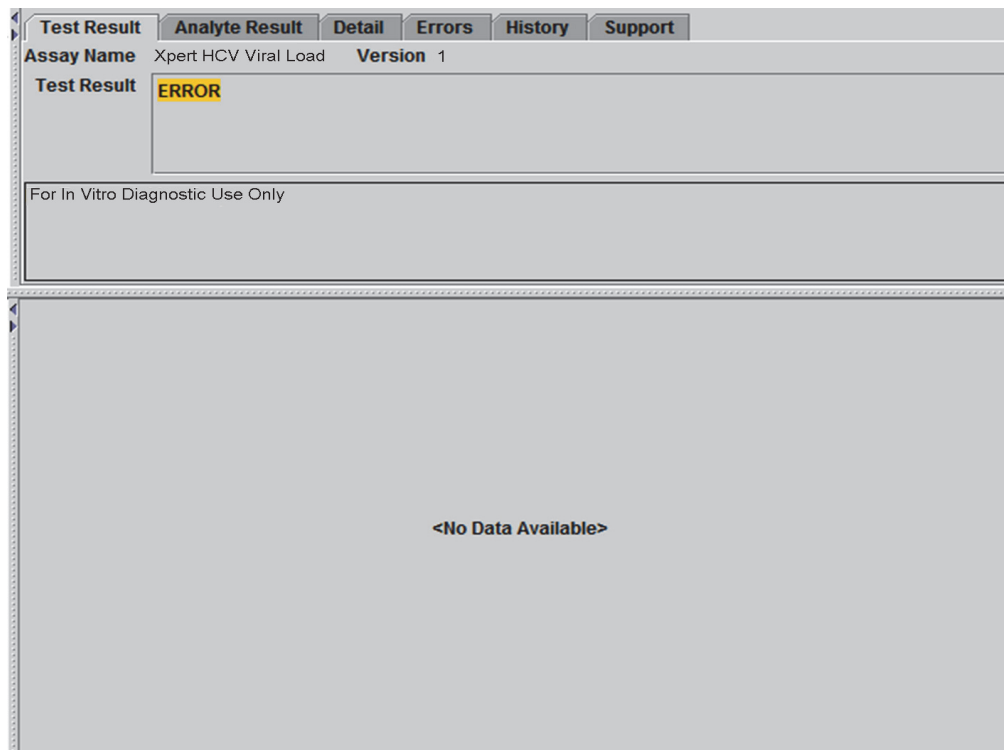 Test Result Analyte Result Detail Errors History Support
Assay Name Xpert HCV Viral Load Version 1
Test Result ERROR
For In Vitro Diagnostic Use Only
<No Data Available>